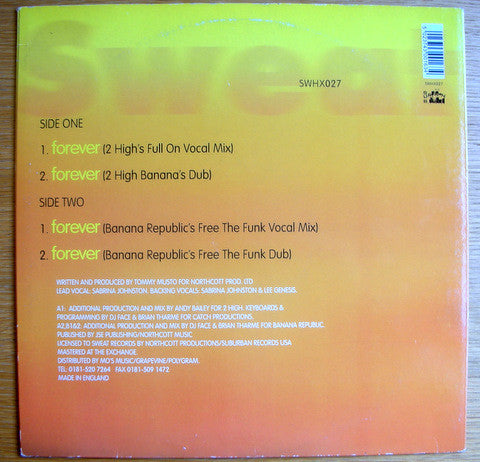 Sweat
SWHX027
SWHX027
SIDE ONE
1. forever (2 High's Full On Vocal Mix)
2. forever (2 High Banana's Dub)
SIDE TWO
1. forever (Banana Republic's Free The Funk Vocal Mix)
2. forever (Banana Republic's Free The Funk Dub)
WRITTEN AND PRODUCED BY TOMMY MUSTO FOR NORTHCOTT PROD. LTD
LEAD VOCAL: SABRINA JOHNSTON. BACKING VOCALS: SABRINA JOHNSTON & LEE GENESIS.
A1: ADDITIONAL PRODUCTION AND MIX BY ANDY BAILEY FOR 2 HIGH. KEYBOARDS &
PROGRAMMING BY DJ FACE & BRIAN THARME FOR CATCH PRODUCTIONS.
A2,B1&2: ADDITIONAL PRODUCTION AND MIX BY DJ FACE & BRIAN THARME FOR BANANA REPUBLIC.
PUBLISHED BY JSE PUBLISHING/NORTHCOTT MUSIC
LICENSED TO SWEAT RECORDS BY NORTHCOTT PRODUCTIONS/SUBURBAN RECORDS USA
MASTERED AT THE EXCHANGE.
DISTRIBUTED BY MO'S MUSIC/GRAPEVINE/POLYGRAM.
TEL: 0181-520 7264 FAX 0181-509 1472
MADE IN ENGLAND